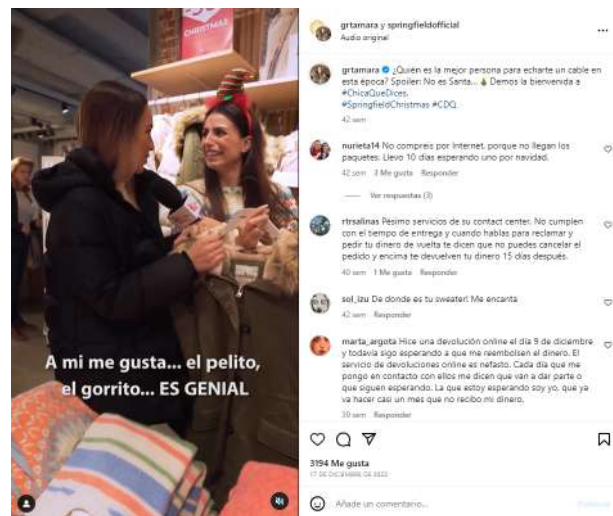 CHRISTMAS
A mi me gusta... el pelito,
el gorrito... ES GENIAL
grtamara y springfieldofficial
Audio original
grtamara ¿Quién es la mejor persona para echarte un cable en
esta época? Spoiler: No es Santa... Demos la bienvenida a
#ChicaQueDices.
#SpringfieldChristmas #CDQ
42 sem
nurieta14 No compreis por Internet, porque no llegan los
paquetes. Llevo 10 días esperando uno por navidad.
42 sem 3 Me gusta Responder
Ver respuestas (3)
rtrsalinas Pésimo servicios de su contact center. No cumplen
con el tiempo de entrega y cuando hablas para reclamar y
pedir tu dinero de vuelta te dicen que no puedes cancelar el
pedido y encima te devuelven tu dinero 15 días después.
40 sem 1 Me gusta Responder
sol_izu De donde es tu sweater! Me encanta
42 sem Responder
marta_argota Hice una devolución online el día 9 de diciembre
y todavía sigo esperando a que me reembolsen el dinero. El
servicio de devoluciones online es nefasto. Cada día que me
pongo en contacto con ellos me dicen que van a dar parte o
que siguen esperando. La que estoy esperando soy yo, que ya
va hacer casi un mes que no recibo mi dinero.
39 sem Responder
3194 Me gusta
17 DE DICIEMBRE DE 2022
Añade un comentario...
Publicar